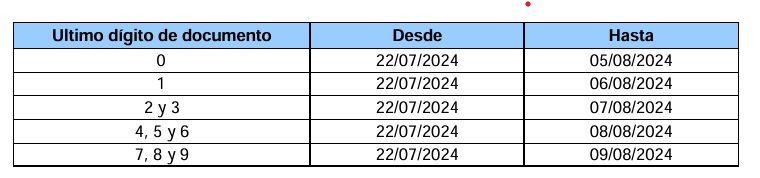 Ultimo dígito de documento Desde Hasta
0 22/07/2024 05/08/2024
1 22/07/2024 06/08/2024
2 y 3 22/07/2024 07/08/2024
4, 5 y 6 22/07/2024 08/08/2024
7, 8 y 9 22/07/2024 09/08/2024